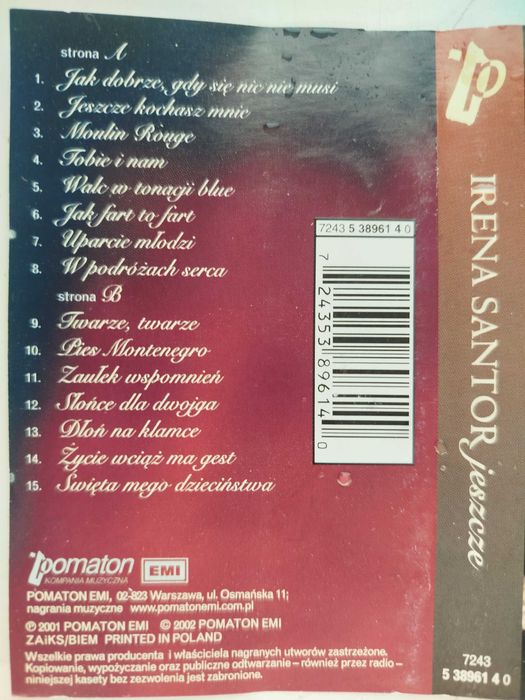 strona A
1. Jak dobrze, gdy się nic nie musi
2. Jeszcze kochasz mnie
3. Moulin Rouge
4. Tobie i nam
5. Walc w tonacji blue
6. Jak fart to fart
7. Uparcie młodzi
8. W podróżach serca
strona B
9. Twarze, twarze
10. Pies Montenegro
11. Zaułek wspomnień
12. Słońce dla dwojga
13. Dłoń na klamce
14. Życie wciąż ma gest
15. Święta mego dzieciństwa
7243 5 38961 4 0
7 24353 89614 0
pomaton EMI
KOMPANIA MUZYCZNA
POMATON EMI, 02-823 Warszawa, ul. Osmańska 11;
nagrania muzyczne www.pomatonemi.com.pl
℗ 2001 POMATON EMI © 2002 POMATON EMI
ZAiKS/BIEM PRINTED IN POLAND
Wszelkie prawa producenta i właściciela nagranych utworów zastrzeżone.
Kopiowanie, wypożyczanie oraz publiczne odtwarzanie – również przez radio –
niniejszej kasety bez zezwolenia jest zabronione.
p
IRENA SANTOR jeszcze
7243
5 38961 4 0